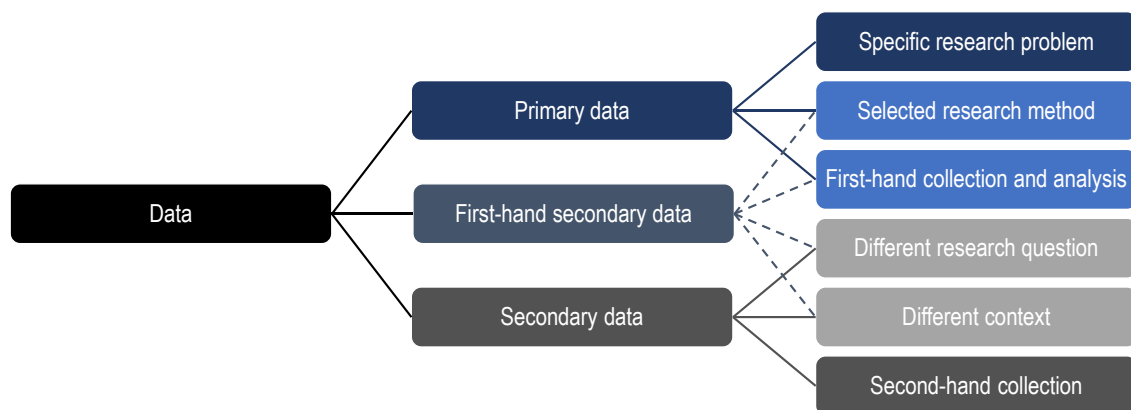 Data
Primary data
First-hand secondary data
Secondary data
Specific research problem
Selected research method
First-hand collection and analysis
Different research question
Different context
Second-hand collection